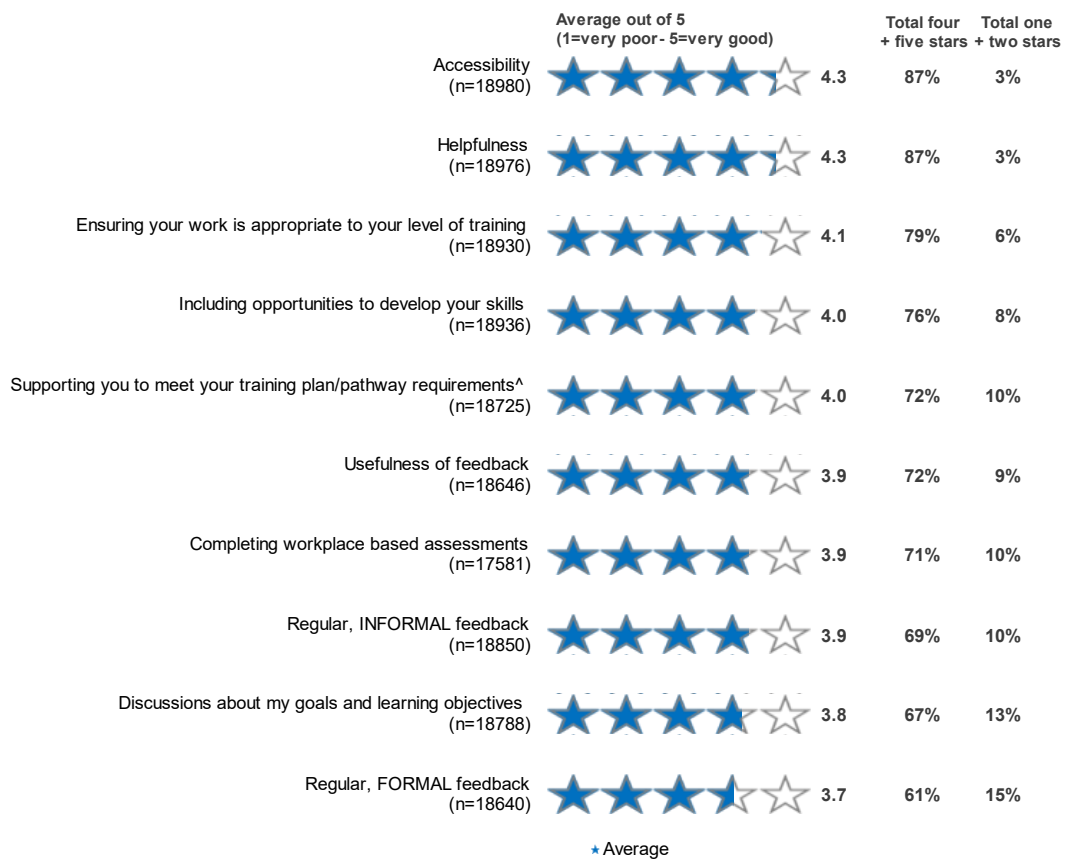 Average out of 5
(1=very poor - 5=very good)
Total four
+ five stars
Total one
+ two stars
Accessibility
(n=18980)
4.3 87% 3%
Helpfulness
(n=18976)
4.3 87% 3%
Ensuring your work is appropriate to your level of training
(n=18930)
4.1 79% 6%
Including opportunities to develop your skills
(n=18936)
4.0 76% 8%
Supporting you to meet your training plan/pathway requirements^
(n=18725)
4.0 72% 10%
Usefulness of feedback
(n=18646)
3.9 72% 9%
Completing workplace based assessments
(n=17581)
3.9 71% 10%
Regular, INFORMAL feedback
(n=18850)
3.9 69% 10%
Discussions about my goals and learning objectives
(n=18788)
3.8 67% 13%
Regular, FORMAL feedback
(n=18640)
3.7 61% 15%
Average